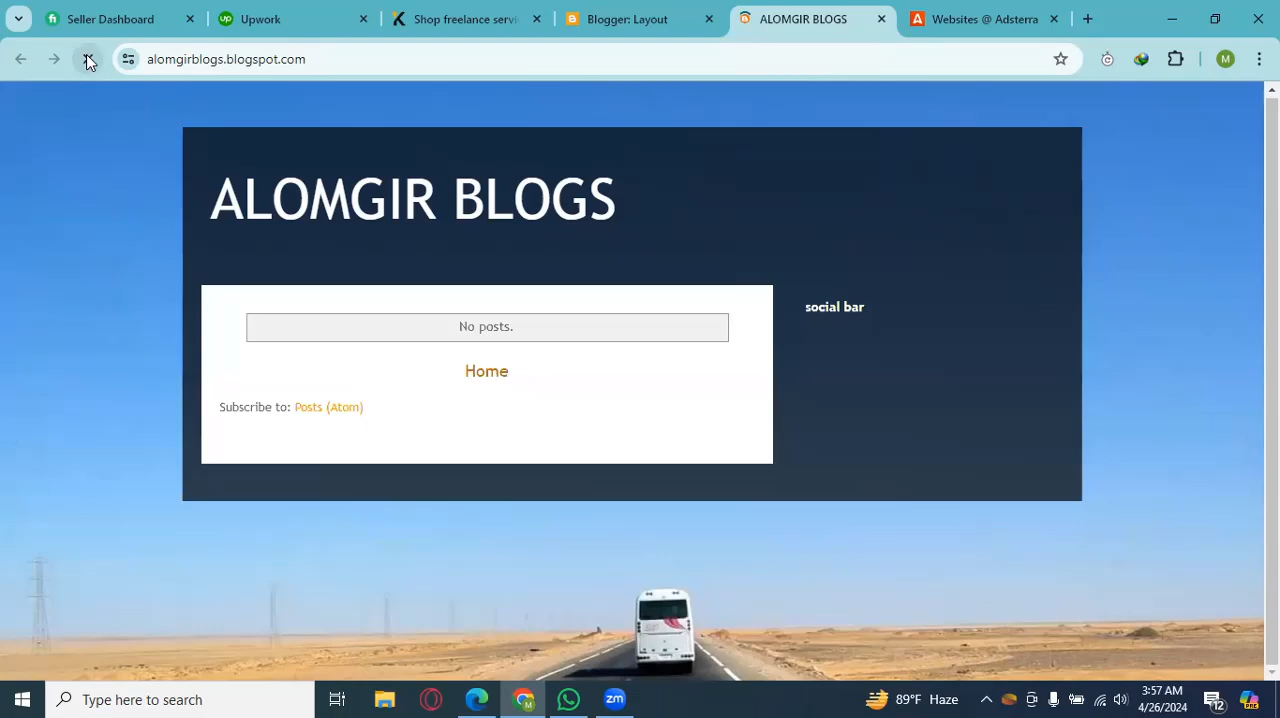 Seller Dashboard
Upwork
Shop freelance servi
Blogger: Layout
ALOMGIR BLOGS
Websites @ Adsterra
alomgirblogs.blogspot.com
M
ALOMGIR BLOGS
No posts.
social bar
Home
Subscribe to: Posts (Atom)
Type here to search
89°F Haze
3:57 AM
4/26/2024
12